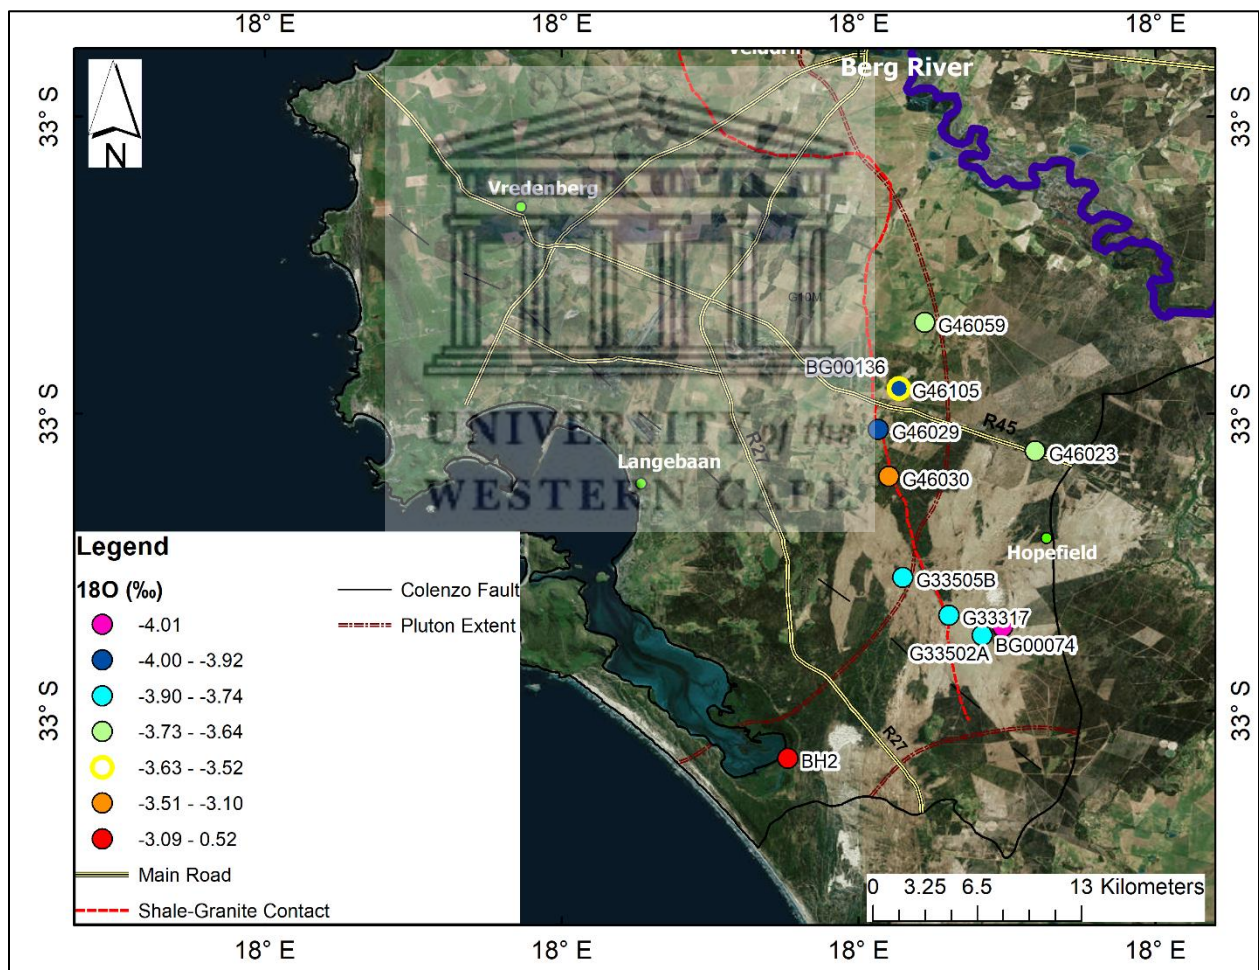 18° E 18° E 18° E 18° E
33° S 33° S
N
Berg River
Vredenberg
G10M
G46059
BG00136
G46105
R45
G46029
G46023
UNIVERSITY of the
R27
Langebaan
G46030
WESTERN CAPE
Hopefield
Legend
18O (‰)
-4.01
-4.00 - -3.92
-3.90 - -3.74
-3.73 - -3.64
-3.63 - -3.52
-3.51 - -3.10
-3.09 - 0.52
Main Road
Shale-Granite Contact
Colenzo Fault
Pluton Extent
G33505B
G33317
BG00074
G33502A
33° S 33° S
33° S 33° S
R27
BH2
0 3.25 6.5 13 Kilometers
18° E 18° E 18° E 18° E